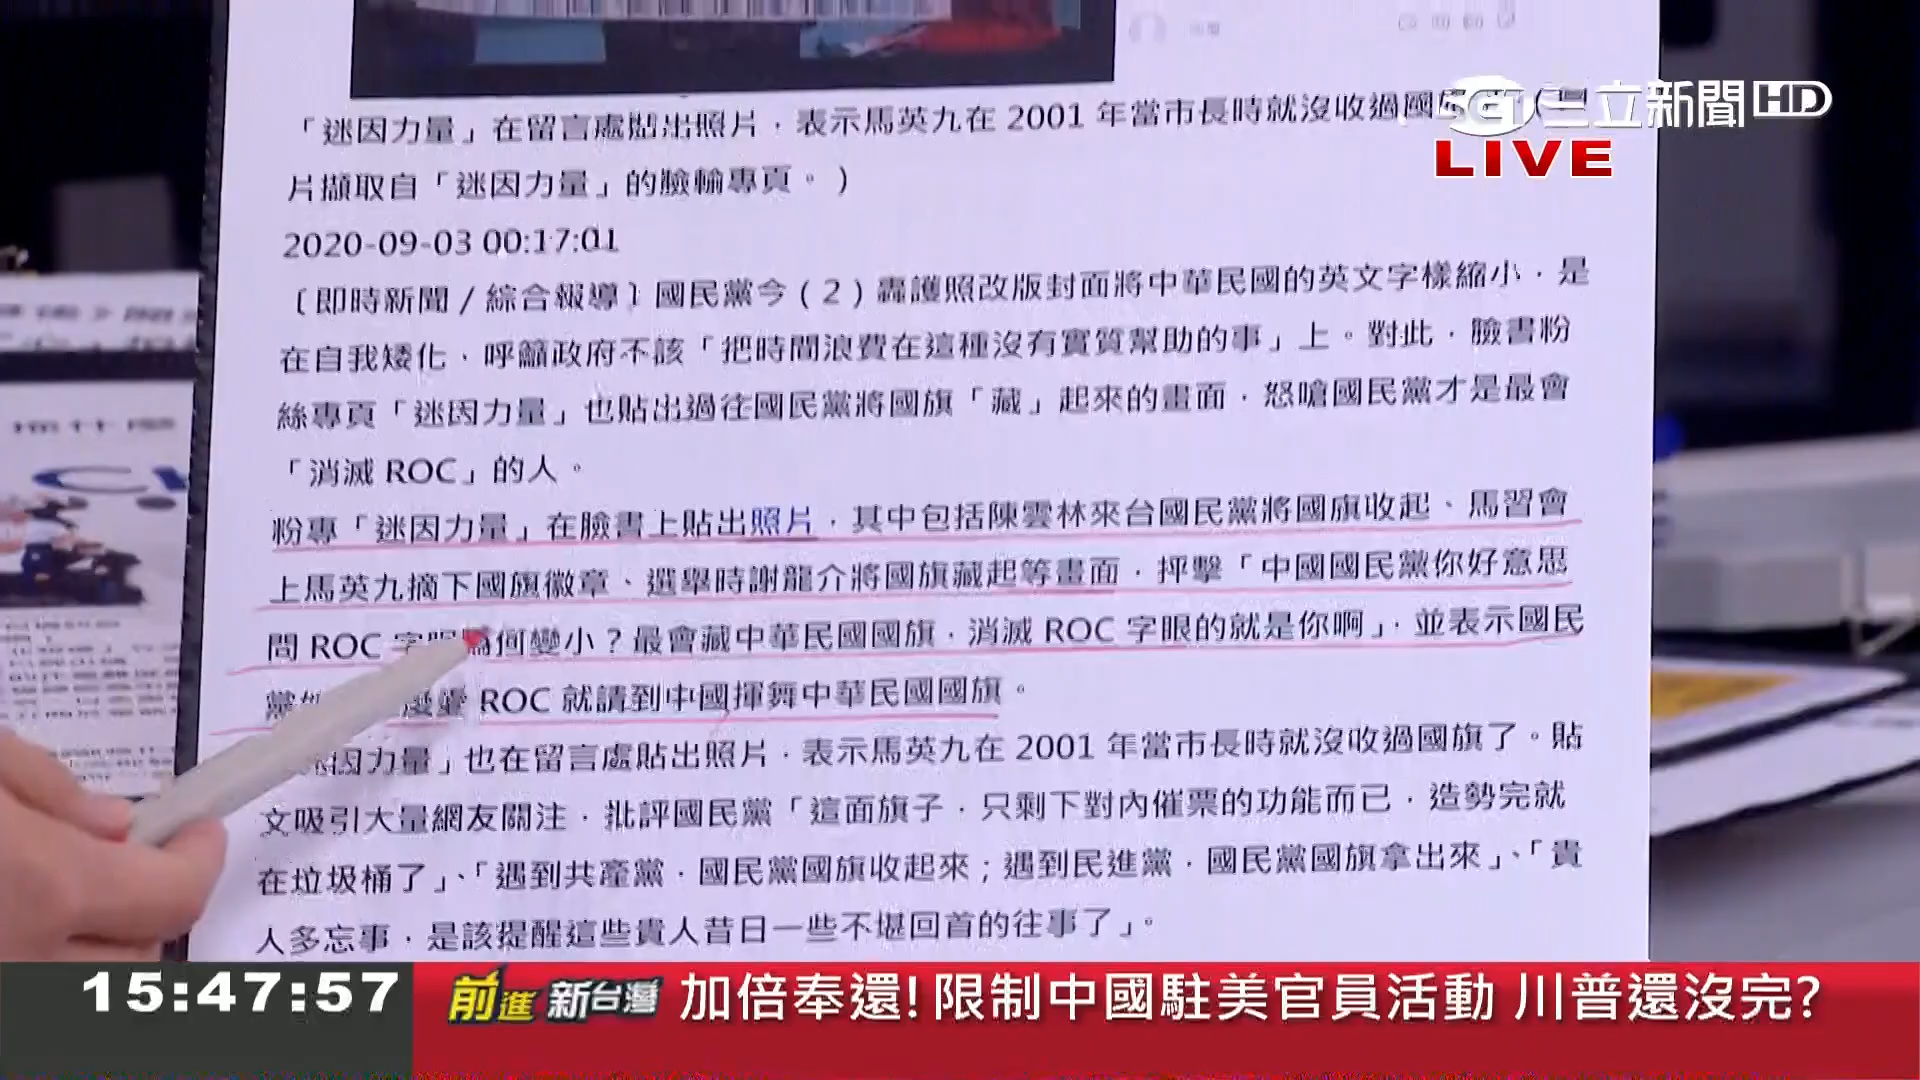 「迷因力量」在留言處貼出照片，表示馬英九在 2001 年當市長時就沒收過國旗
SET三立新聞HD
LIVE
片擷取自「迷因力量」的臉輸專頁。）
2020-09-03 00:17:01
〔即時新聞／綜合報導〕國民黨今（2）轟護照改版封面將中華民國的英文字樣縮小，是
在自我矮化、呼籲政府不該「把時間浪費在這種沒有實質幫助的事」上。對此，臉書粉
絲專頁「迷因力量」也貼出過往國民黨將國旗「藏」起來的畫面，怒嗆國民黨才是最會
「消滅 ROC」的人。
粉專「迷因力量」在臉書上貼出照片，其中包括陳雲林來台國民黨將國旗收起、馬習會
上馬英九摘下國旗徽章、選舉時謝龍介將國旗藏起等畫面，抨擊「中國國民黨你好意思
問 ROC 字眼為何變小？最會藏中華民國國旗，消滅 ROC 字眼的就是你啊」，並表示國民
黨 ROC 就請到中國揮舞中華民國國旗。
因力量」也在留言處貼出照片，表示馬英九在 2001 年當市長時就沒收過國旗了。貼
文吸引大量網友關注，批評國民黨「這面旗子，只剩下對內催票的功能而已，造勢完就
在垃圾桶了」、「遇到共產黨，國民黨國旗收起來；遇到民進黨，國民黨國旗拿出來」、「貴
人多忘事，是該提醒這些貴人昔日一些不堪回首的往事了」。
15:47:57
前進新台灣
加倍奉還!限制中國駐美官員活動 川普還沒完?